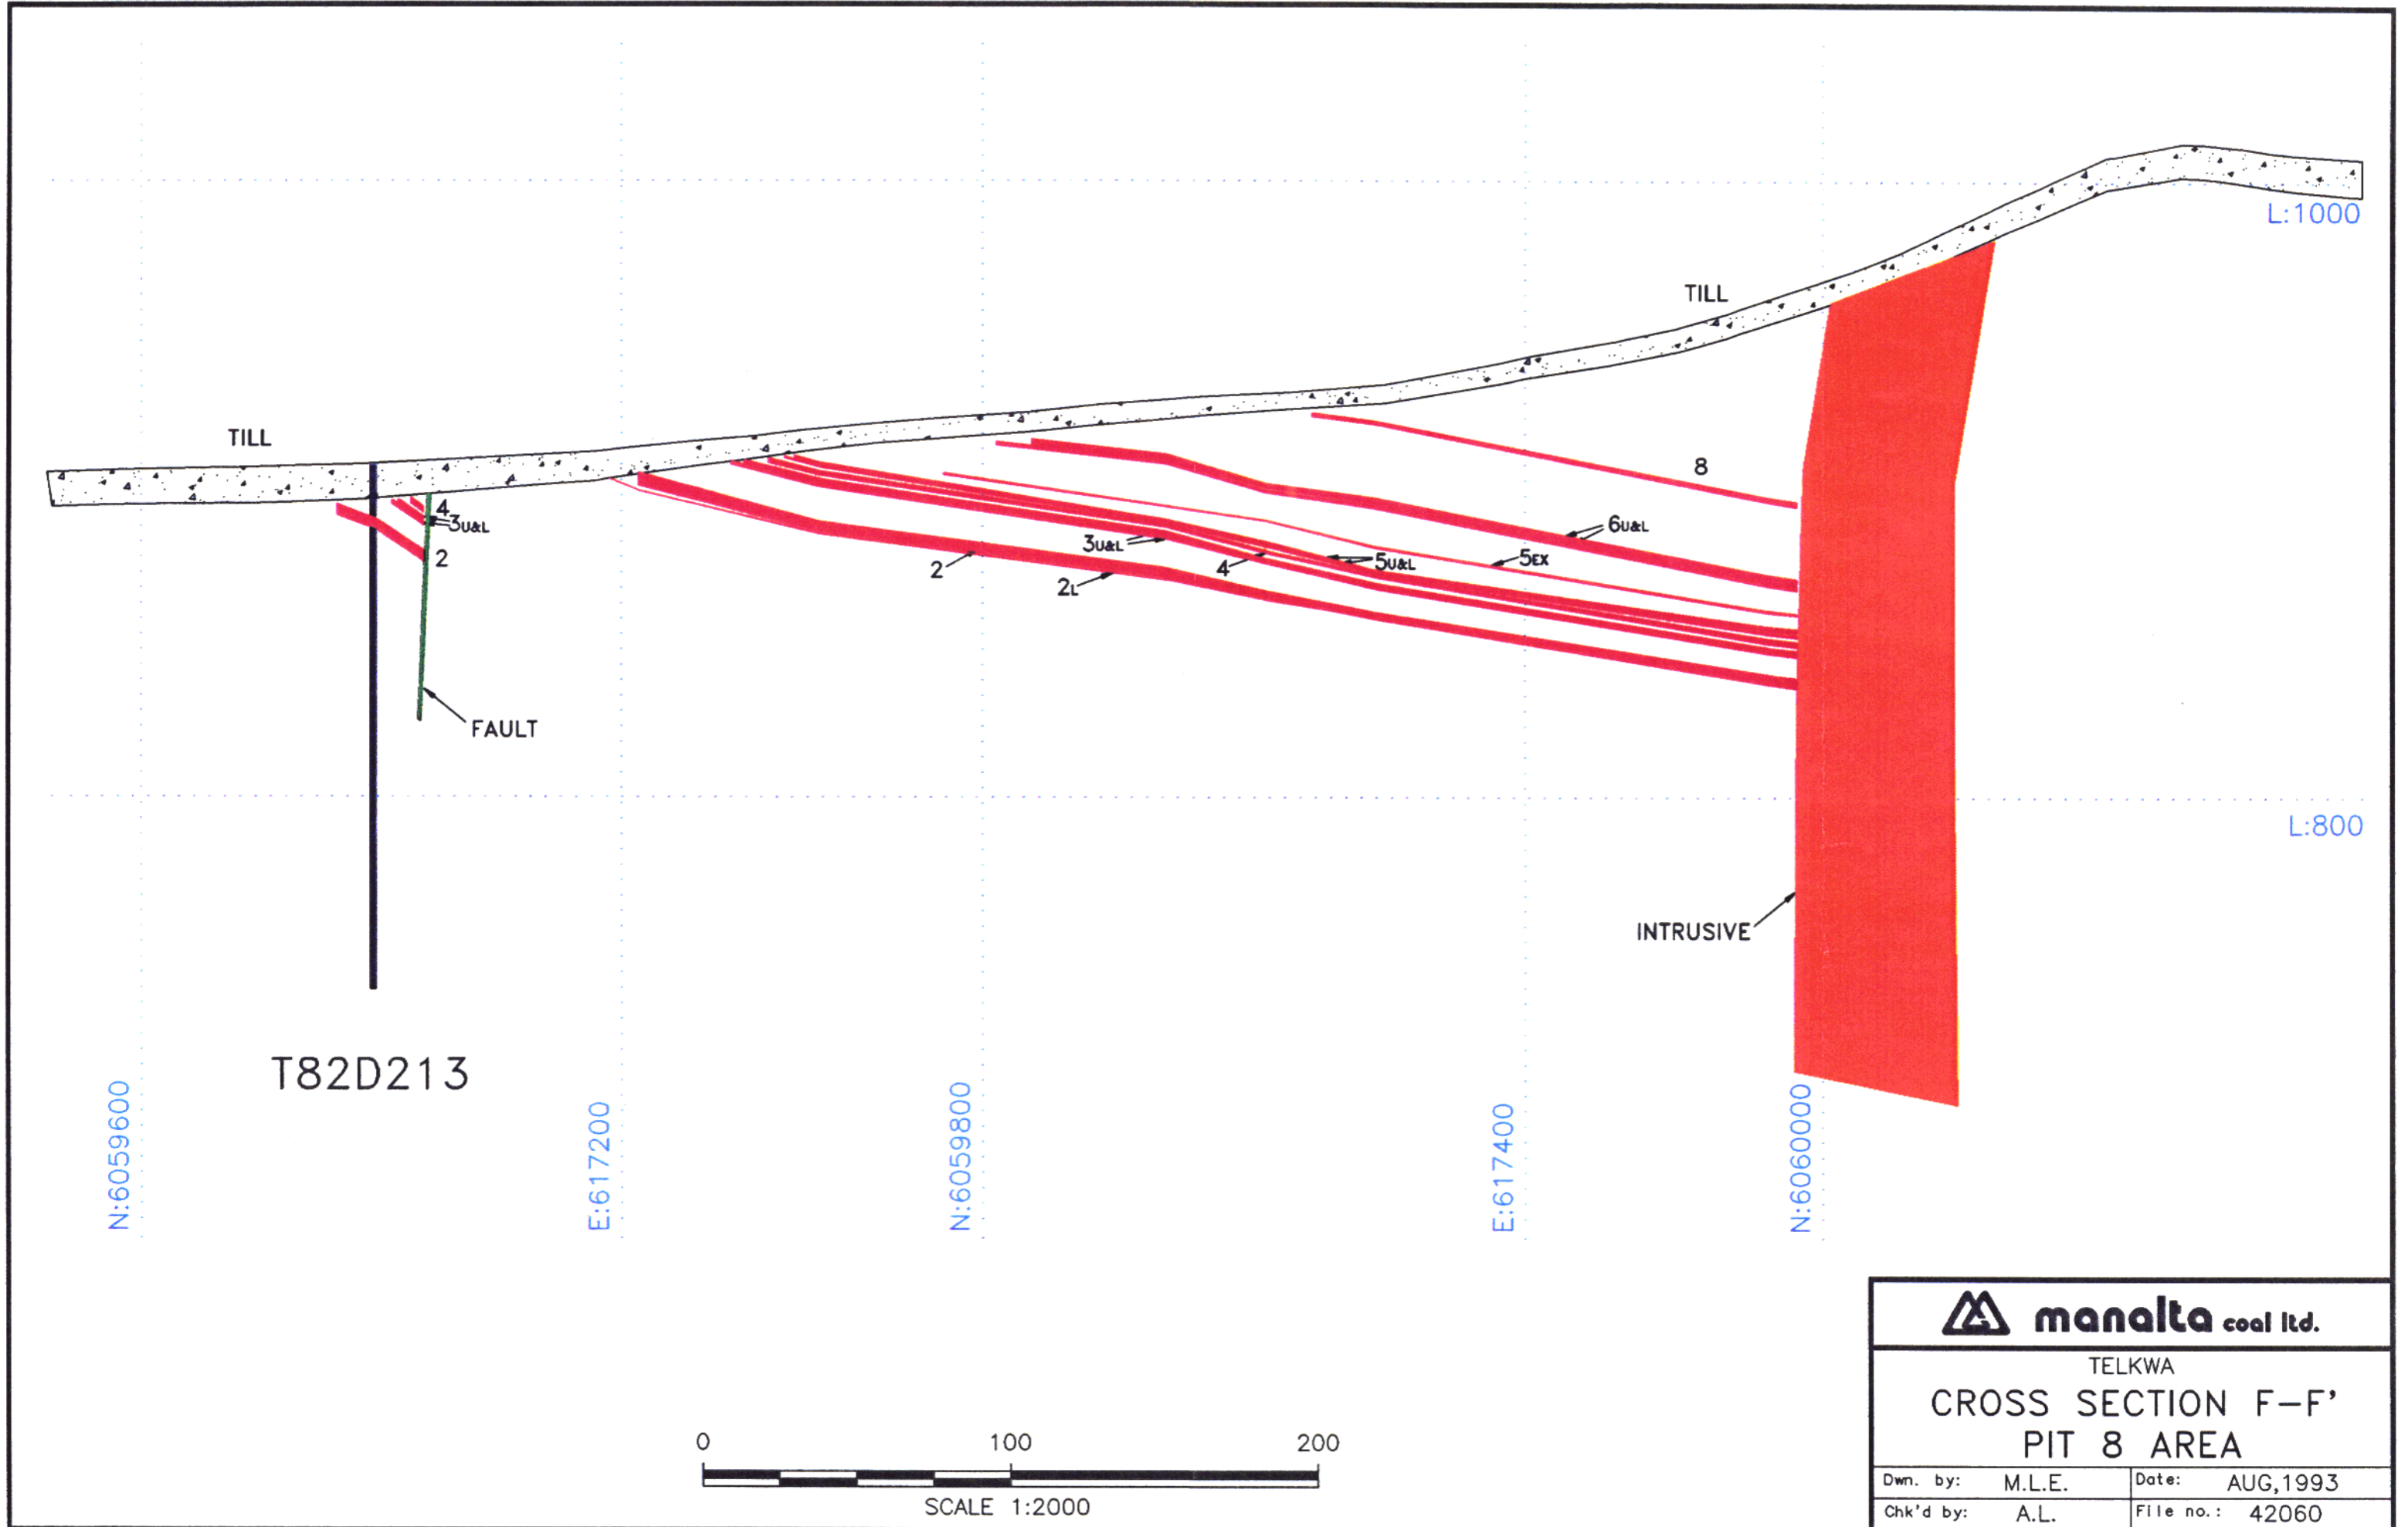 L:1000
TILL
TILL
8
4
3U&L
2
6U&L
3U&L
5U&L
5EX
4
2
2L
FAULT
L:800
INTRUSIVE
T82D213
N:6059600
E:617200
N:6059800
E:617400
N:6060000
manalta coal ltd.
TELKWA
CROSS SECTION F-F'
PIT 8 AREA
Dwn. by: M.L.E. Date: AUG,1993
Chk'd by: A.L. File no.: 42060
0 100 200
SCALE 1:2000